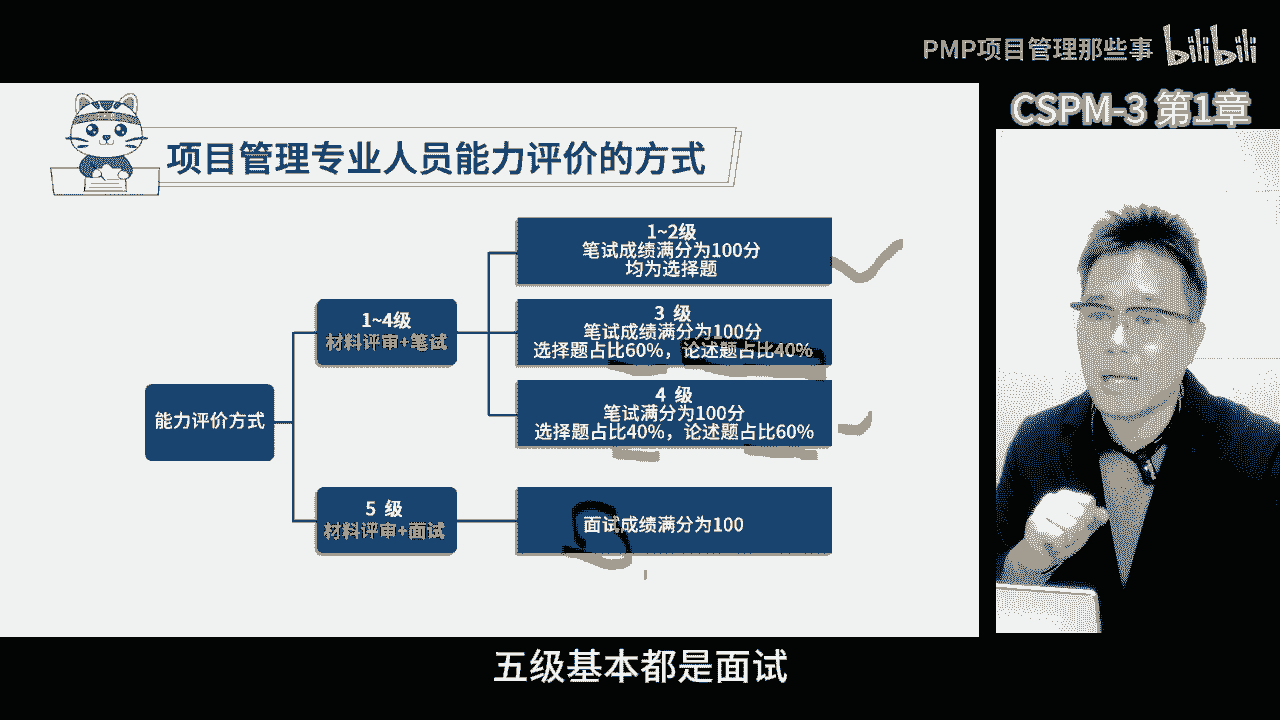 PMP项目管理那些事 bilibili
CSPM-3 第1章
项目管理专业人员能力评价的方式
能力评价方式
1~4级
材料评审+笔试
1~2级
笔试成绩满分为100分
均为选择题
3 级
笔试成绩满分为100分
选择题占比60%，论述题占比40%
4 级
笔试满分为100分
选择题占比40%，论述题占比60%
5 级
材料评审+面试
面试成绩满分为100
五级基本都是面试